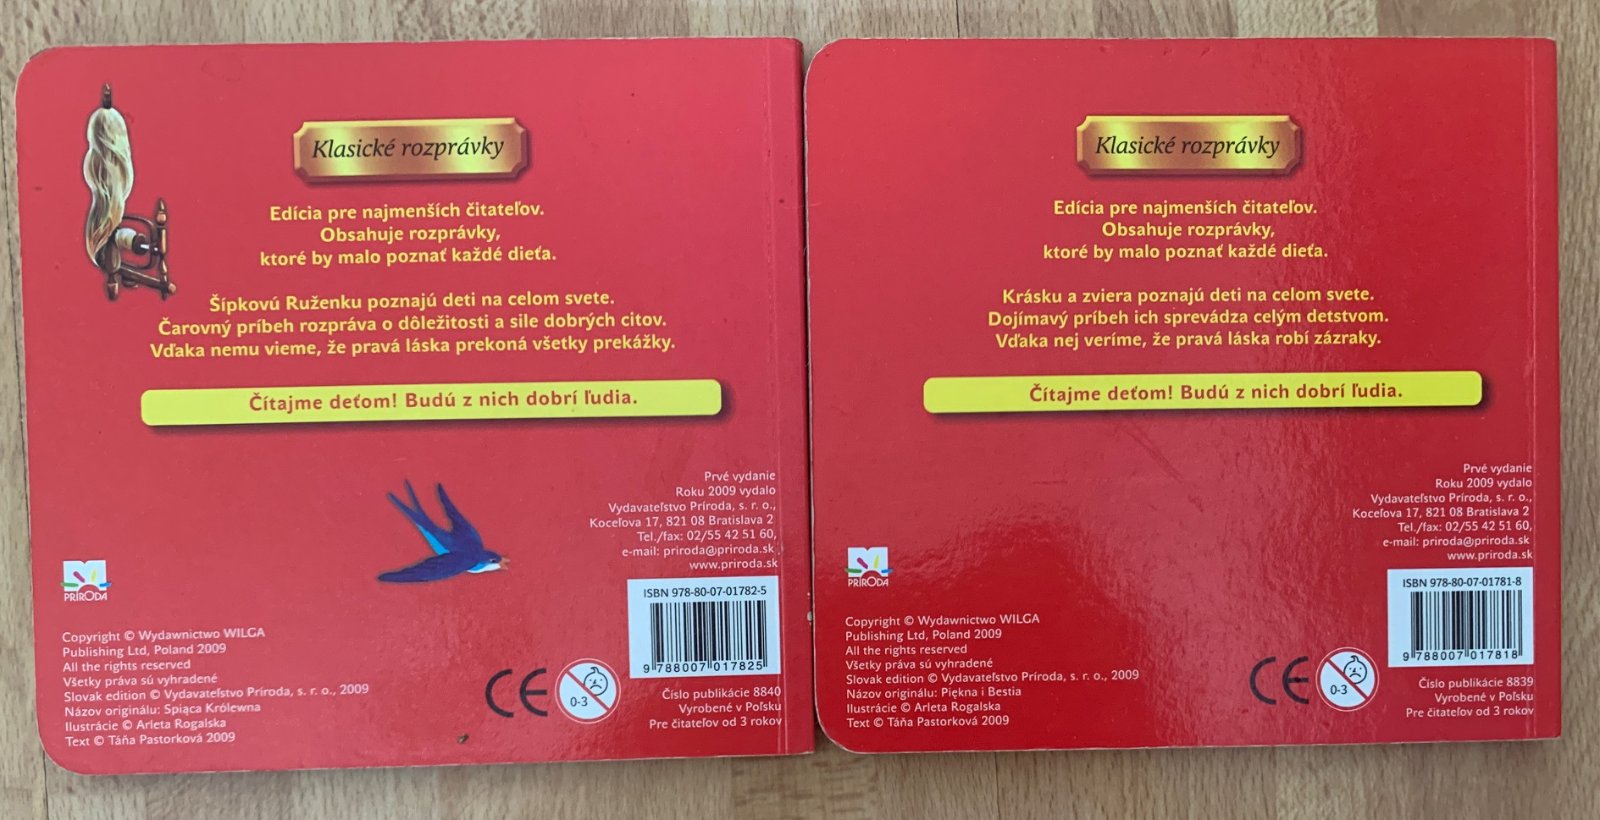 Klasické rozprávky
Edícia pre najmenších čitateľov.
Obsahuje rozprávky,
ktoré by malo poznať každé dieťa.
Šípkovú Ruženku poznajú deti na celom svete.
Čarovný príbeh rozpráva o dôležitosti a sile dobrých citov.
Vďaka nemu vieme, že pravá láska prekoná všetky prekážky.
Čítajme deťom! Budú z nich dobrí ľudia.
Prvé vydanie
Roku 2009 vydalo
Vydavateľstvo Príroda, s. r. o.,
Koceľova 17, 821 08 Bratislava 2
Tel./fax: 02/55 42 51 60,
e-mail: priroda@priroda.sk
www.priroda.sk
PRÍRODA
ISBN 978-80-07-01782-5
9 788007 017825
Copyright © Wydawnictwo WILGA
Publishing Ltd, Poland 2009
All the rights reserved
Všetky práva sú vyhradené
Slovak edition © Vydavateľstvo Príroda, s. r. o., 2009
Názov originálu: Spiąca Królewna
Ilustrácie © Arleta Rogalska
Text © Táňa Pastorková 2009
CE
0-3
Číslo publikácie 8840
Vyrobené v Poľsku
Pre čitateľov od 3 rokov
Klasické rozprávky
Edícia pre najmenších čitateľov.
Obsahuje rozprávky,
ktoré by malo poznať každé dieťa.
Krásku a zviera poznajú deti na celom svete.
Dojímavý príbeh ich sprevádza celým detstvom.
Vďaka nej veríme, že pravá láska robí zázraky.
Čítajme deťom! Budú z nich dobrí ľudia.
Prvé vydanie
Roku 2009 vydalo
Vydavateľstvo Príroda, s. r. o.,
Koceľova 17, 821 08 Bratislava 2
Tel./fax: 02/55 42 51 60,
e-mail: priroda@priroda.sk
www.priroda.sk
PRÍRODA
ISBN 978-80-07-01781-8
9 788007 017818
Copyright © Wydawnictwo WILGA
Publishing Ltd, Poland 2009
All the rights reserved
Všetky práva sú vyhradené
Slovak edition © Vydavateľstvo Príroda, s. r. o., 2009
Názov originálu: Piękna i Bestia
Ilustrácie © Arleta Rogalska
Text © Táňa Pastorková 2009
CE
0-3
Číslo publikácie 8839
Vyrobené v Poľsku
Pre čitateľov od 3 rokov